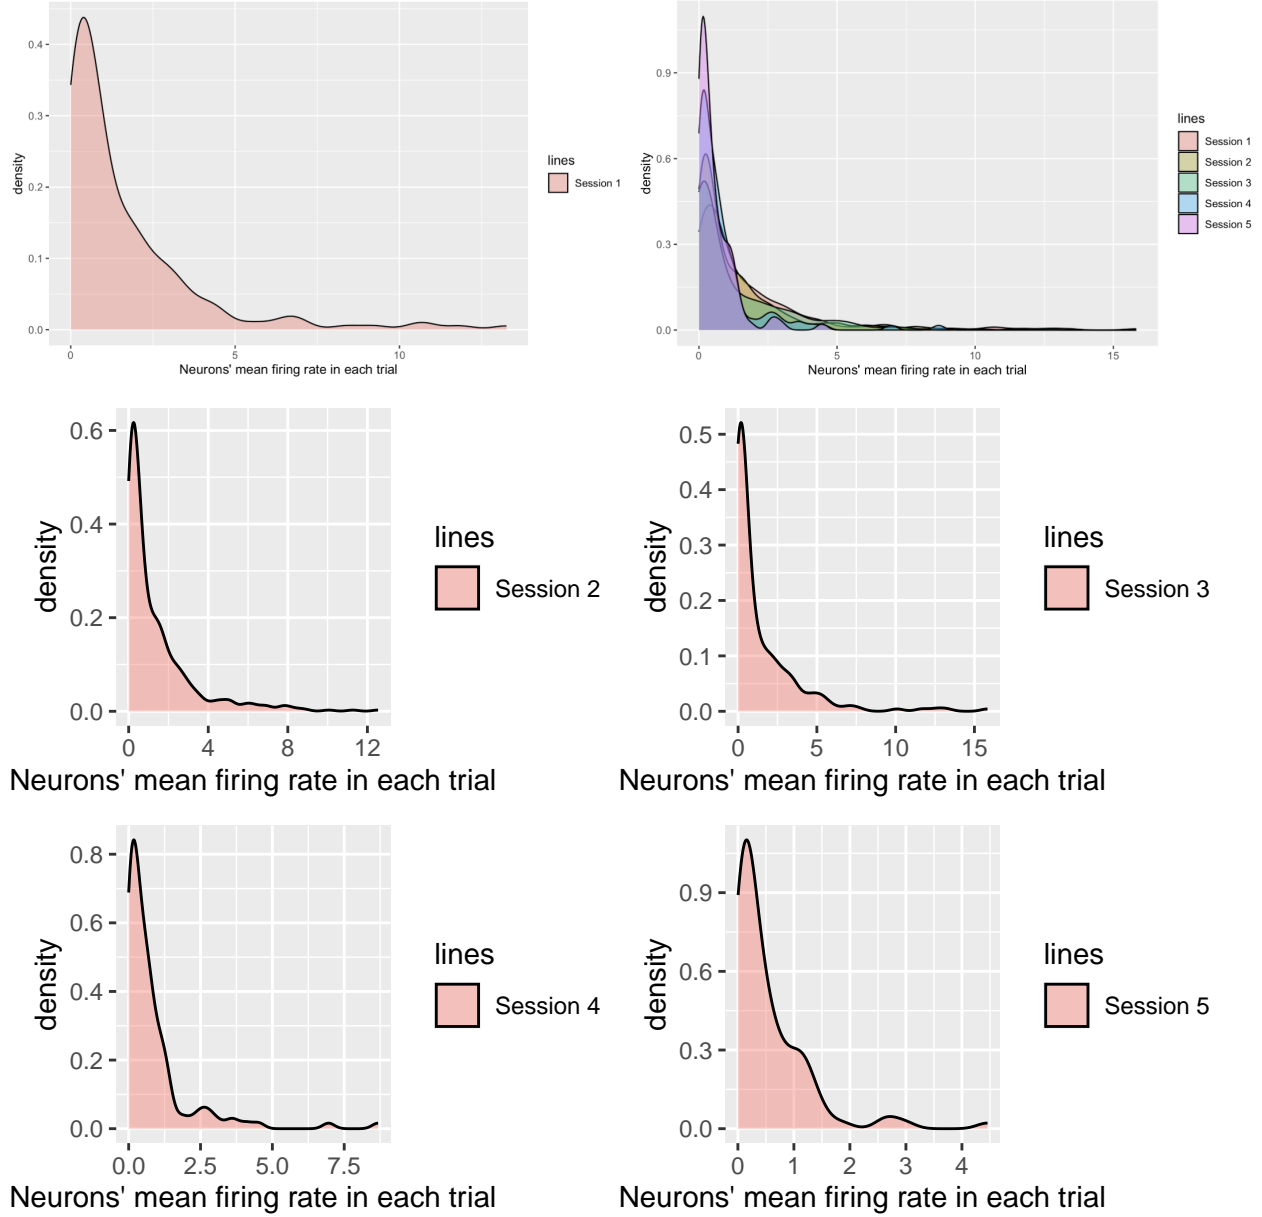 0.4
0.3
0.2
0.1
0.0
density
0
5
10
Neurons' mean firing rate in each trial
lines
Session 1
0.9
0.6
0.3
0.0
density
0
5
10
15
Neurons' mean firing rate in each trial
lines
Session 1
Session 2
Session 3
Session 4
Session 5
0.6
0.4
0.2
0.0
density
0
4
8
12
Neurons' mean firing rate in each trial
lines
Session 2
0.5
0.4
0.3
0.2
0.1
0.0
density
0
5
10
15
Neurons' mean firing rate in each trial
lines
Session 3
0.8
0.6
0.4
0.2
0.0
density
0.0
2.5
5.0
7.5
Neurons' mean firing rate in each trial
lines
Session 4
0.9
0.6
0.3
0.0
density
0
1
2
3
4
Neurons' mean firing rate in each trial
lines
Session 5